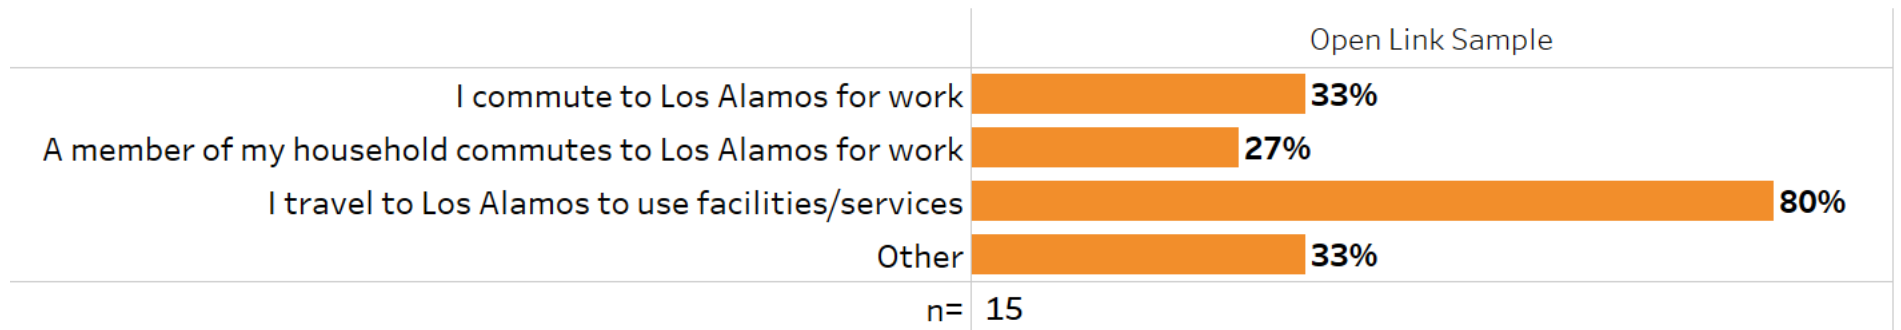 Open Link Sample
I commute to Los Alamos for work 33%
A member of my household commutes to Los Alamos for work 27%
I travel to Los Alamos to use facilities/services 80%
Other 33%
n= 15